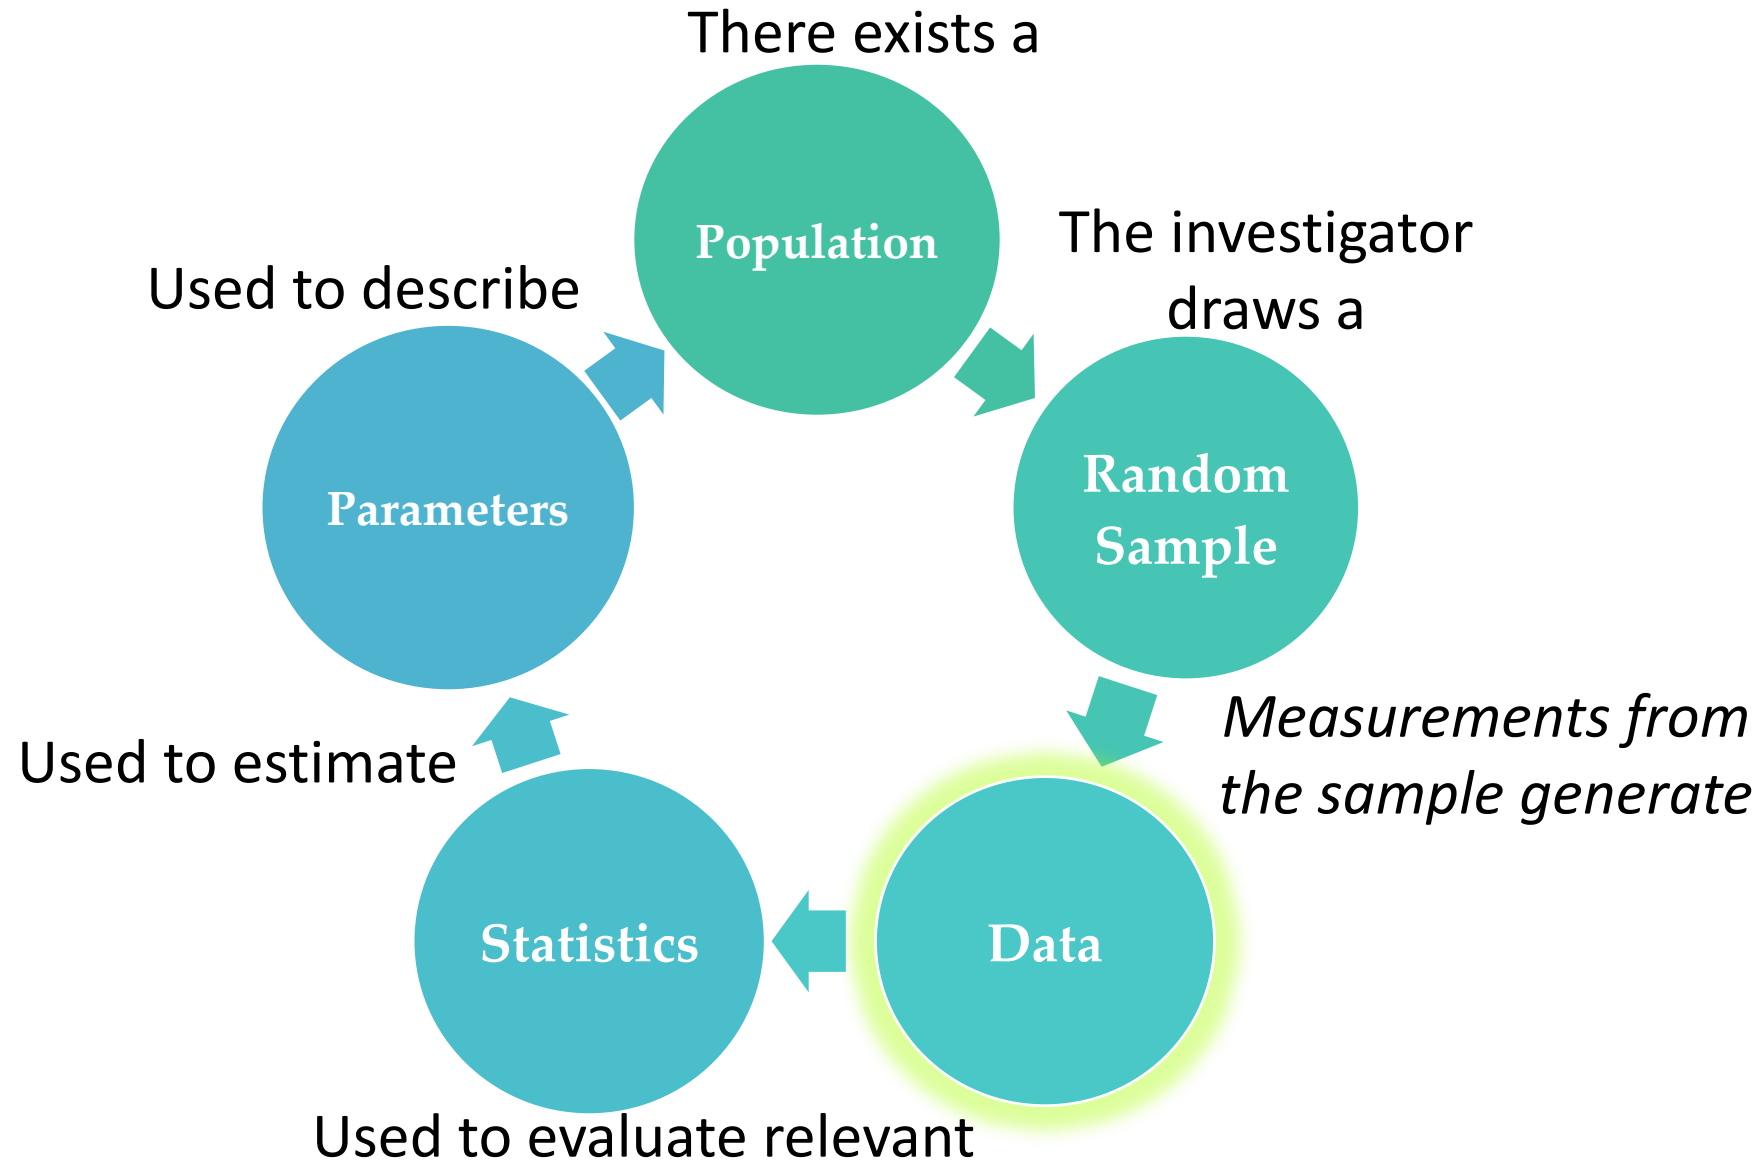 There exists a
Population
The investigator
draws a
Random
Sample
Measurements from
the sample generate
Data
Used to evaluate relevant
Statistics
Used to estimate
Parameters
Used to describe